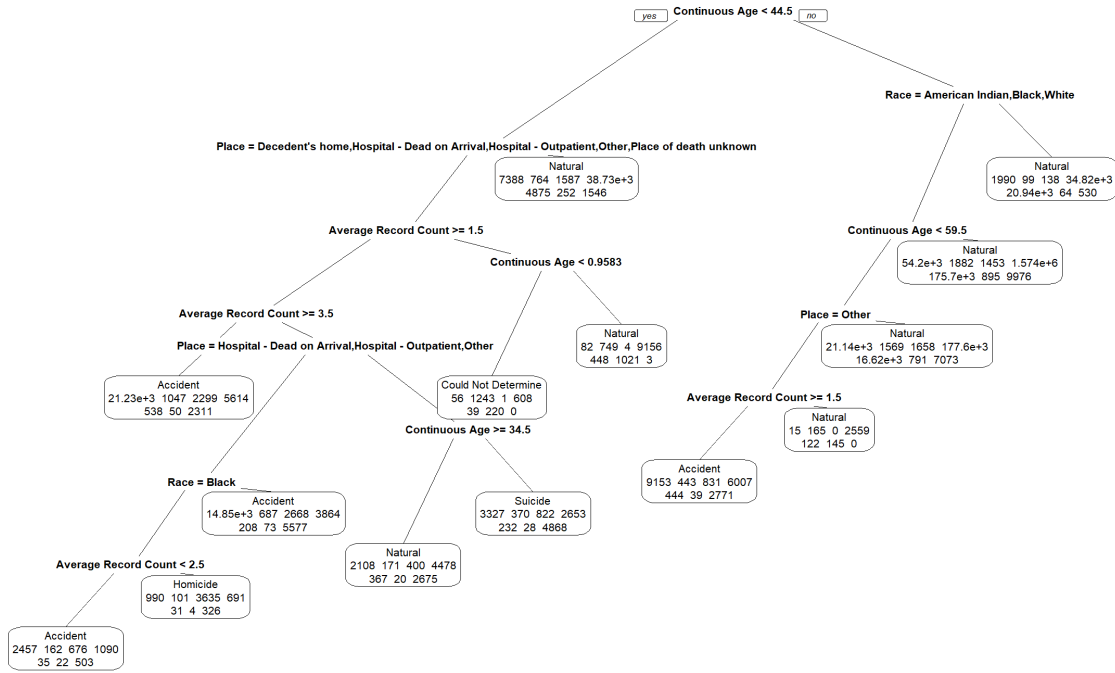 yes Continuous Age < 44.5 no
Race = American Indian,Black,White
Place = Decedent's home,Hospital - Dead on Arrival,Hospital - Outpatient,Other,Place of death unknown
Natural
7388 764 1587 38.73e+3
4875 252 1546
Natural
1990 99 138 34.82e+3
20.94e+3 64 530
Average Record Count >= 1.5
Continuous Age < 59.5
Natural
54.2e+3 1882 1453 1.574e+6
175.7e+3 895 9976
Continuous Age < 0.9583
Average Record Count >= 3.5
Place = Other
Natural
82 749 4 9156
448 1021 3
Natural
21.14e+3 1569 1658 177.6e+3
16.62e+3 791 7073
Place = Hospital - Dead on Arrival,Hospital - Outpatient,Other
Accident
21.23e+3 1047 2299 5614
538 50 2311
Could Not Determine
56 1243 1 608
39 220 0
Average Record Count >= 1.5
Natural
15 165 0 2559
122 145 0
Continuous Age >= 34.5
Accident
9153 443 831 6007
444 39 2771
Race = Black
Accident
14.85e+3 687 2668 3864
208 73 5577
Suicide
3327 370 822 2653
232 28 4868
Natural
2108 171 400 4478
367 20 2675
Average Record Count < 2.5
Homicide
990 101 3635 691
31 4 326
Accident
2457 162 676 1090
35 22 503